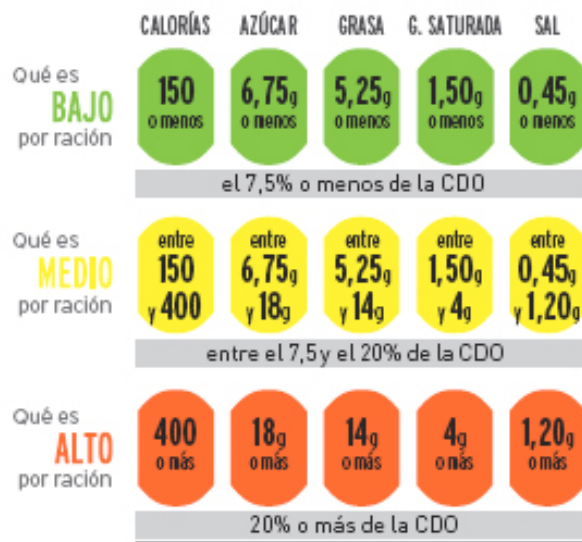 CALORÍAS AZÚCAR GRASA G. SATURADA SAL
Qué es
BAJO
por ración
150 6,75g 5,25g 1,50g 0,45g
o menos o menos o menos o menos o menos
el 7,5% o menos de la CDO
Qué es
MEDIO
por ración
entre entre entre entre entre
150 6,75g 5,25g 1,50g 0,45g
y 400 y 18g y 14g y 4g y 1,20g
entre el 7,5 y el 20% de la CDO
Qué es
ALTO
por ración
400 18g 14g 4g 1,20g
o más o más o más o más o más
20% o más de la CDO